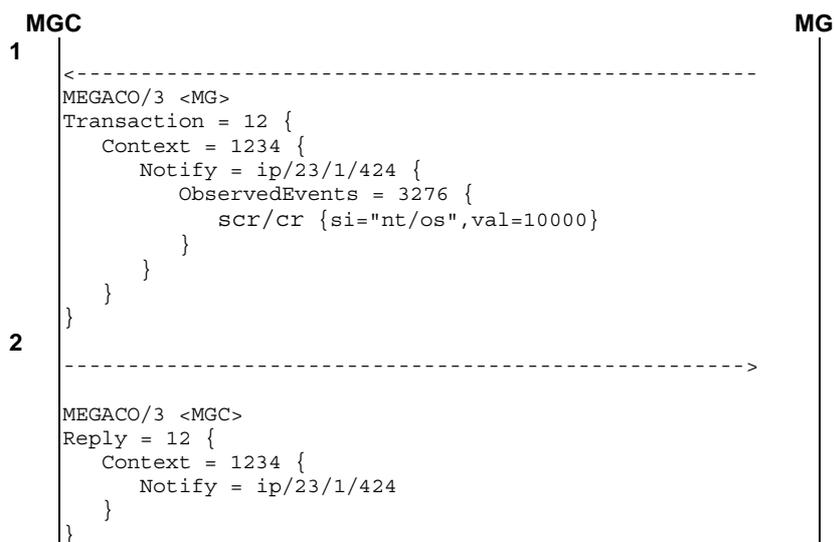 MGC MG
1
<-----------------------------------------------------
MEGACO/3 <MG>
Transaction = 12 {
   Context = 1234 {
      Notify = ip/23/1/424 {
         ObservedEvents = 3276 {
            scr/cr {si="nt/os",val=10000}
         }
      }
   }
}
2
----------------------------------------------------->
MEGACO/3 <MGC>
Reply = 12 {
   Context = 1234 {
      Notify = ip/23/1/424
   }
}